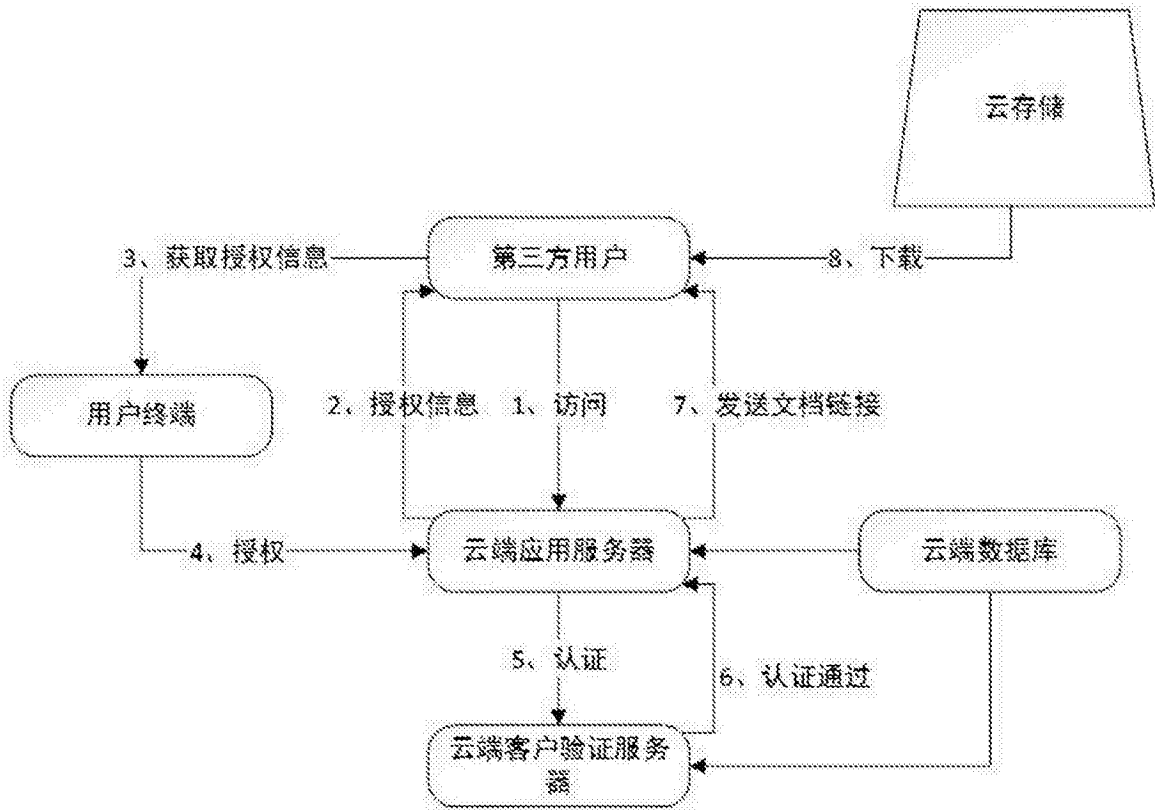 云存储
3、获取授权信息
第三方用户
8、下载
用户终端
2、授权信息
1、访问
7、发送文档链接
4、授权
云端应用服务器
云端数据库
5、认证
6、认证通过
云端客户验证服务
器